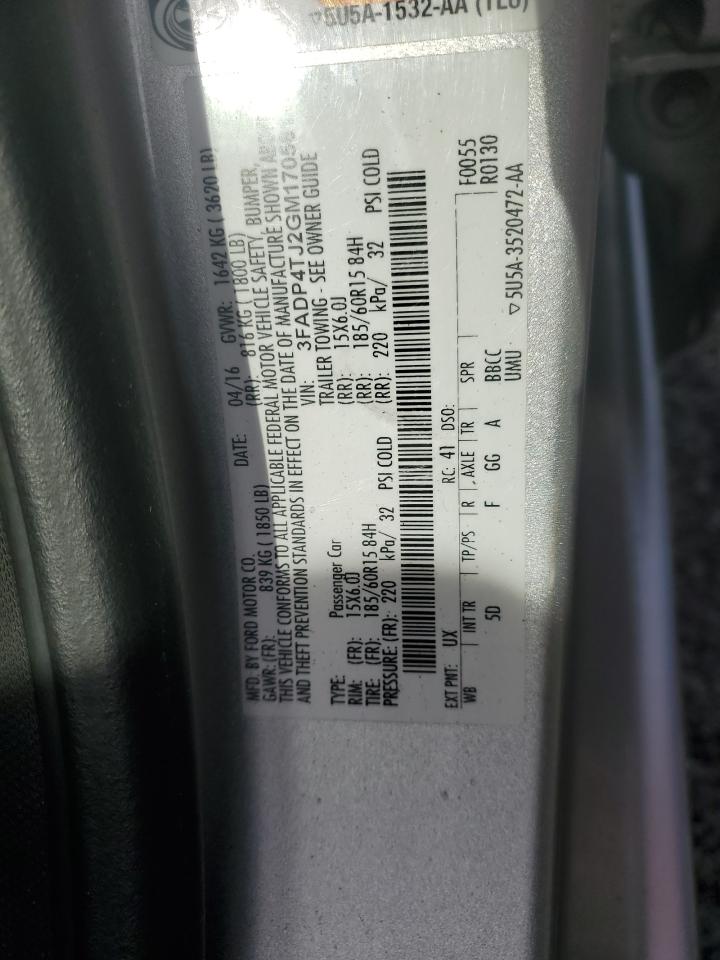 5U5A-1532-AA
MFD. BY FORD MOTOR CO. DATE: 04/16 GVWR: 1642 KG ( 3620 LB)
GAWR: (FR): 839 KG ( 1850 LB) (RR): 816 KG ( 1800 LB)
THIS VEHICLE CONFORMS TO ALL APPLICABLE FEDERAL MOTOR VEHICLE SAFETY, BUMPER,
AND THEFT PREVENTION STANDARDS IN EFFECT ON THE DATE OF MANUFACTURE SHOWN
VIN:
TYPE: Passenger Car TRAILER TOWING - SEE OWNER GUIDE
RIM: (FR): 15X6.0J (RR): 15X6.0J
TIRE: (FR): 185/60R15 84H (RR): 185/60R15 84H
PRESSURE: (FR): 220 kPa/ 32 PSI COLD (RR): 220 kPa/ 32 PSI COLD
EXT PNT: UX RC: 41 DSO: F0055
R0130
WB INT TR TP/PS R AXLE TR SPR
5D F GG A BBCC
UMU
▽5U5A-3520472-AA